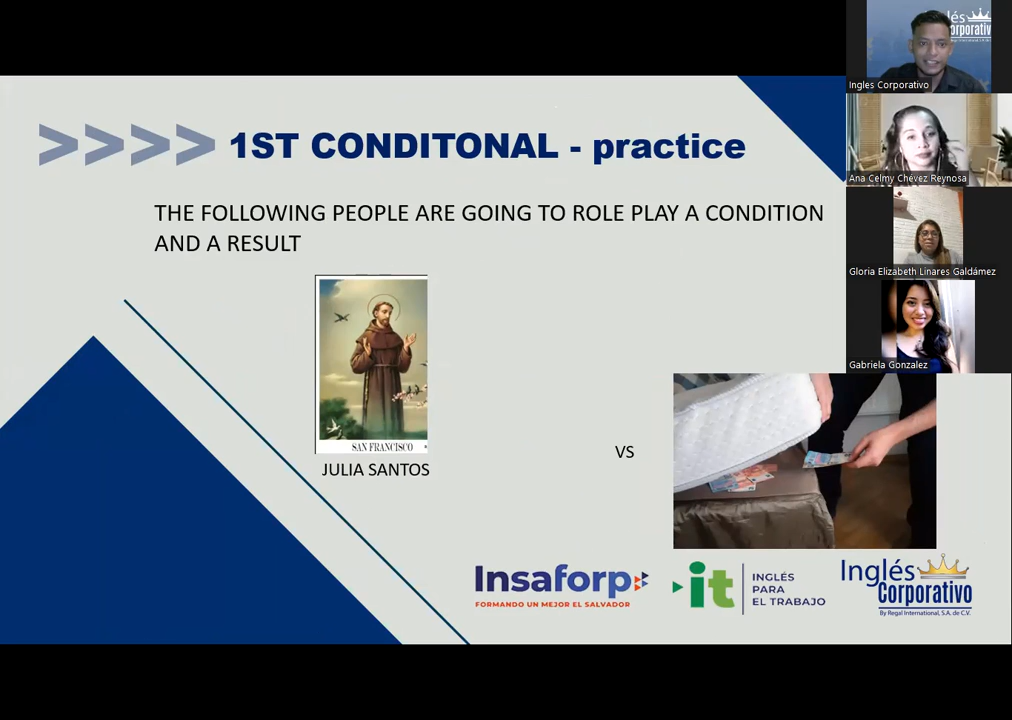 >>>> 1ST CONDITONAL - practice
THE FOLLOWING PEOPLE ARE GOING TO ROLE PLAY A CONDITION
AND A RESULT
SAN FRANCISCO
JULIA SANTOS
VS
Insaforp
FORMANDO UN MEJOR EL SALVADOR
it
INGLÉS
PARA
EL TRABAJO
Inglés
Corporativo
By Regal International, S.A. de C.V.
lés
orporativ
Ingles Corporativo
Ana Celmy Chévez Reynosa
Gloria Elizabeth Linares Galdámez
Gabriela Gonzalez